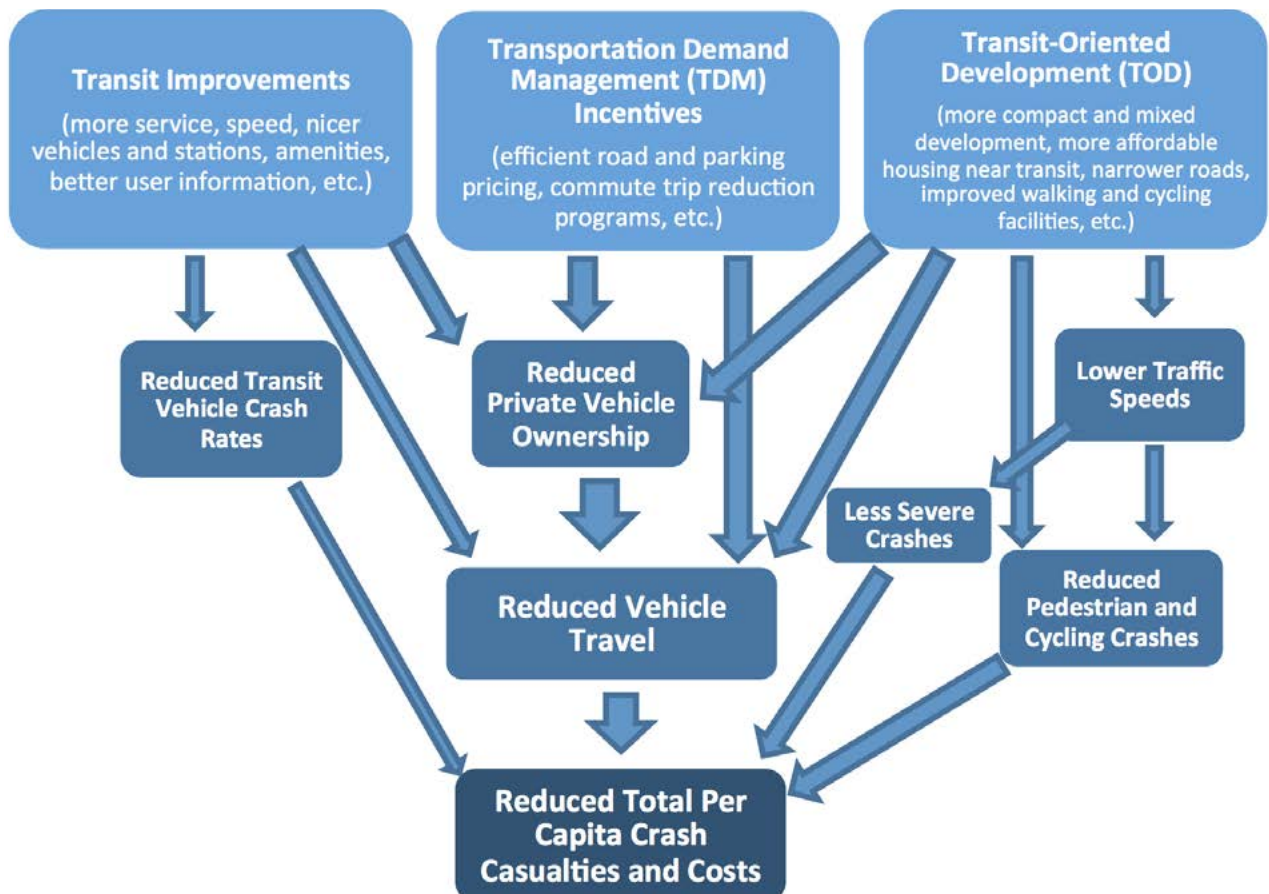 Transit Improvements
(more service, speed, nicer
vehicles and stations, amenities,
better user information, etc.)
Transportation Demand
Management (TDM)
Incentives
(efficient road and parking
pricing, commute trip reduction
programs, etc.)
Transit-Oriented
Development (TOD)
(more compact and mixed
development, more affordable
housing near transit, narrower roads,
improved walking and cycling
facilities, etc.)
Reduced Transit
Vehicle Crash
Rates
Reduced
Private Vehicle
Ownership
Lower Traffic
Speeds
Less Severe
Crashes
Reduced Vehicle
Travel
Reduced
Pedestrian and
Cycling Crashes
Reduced Total Per
Capita Crash
Casualties and Costs